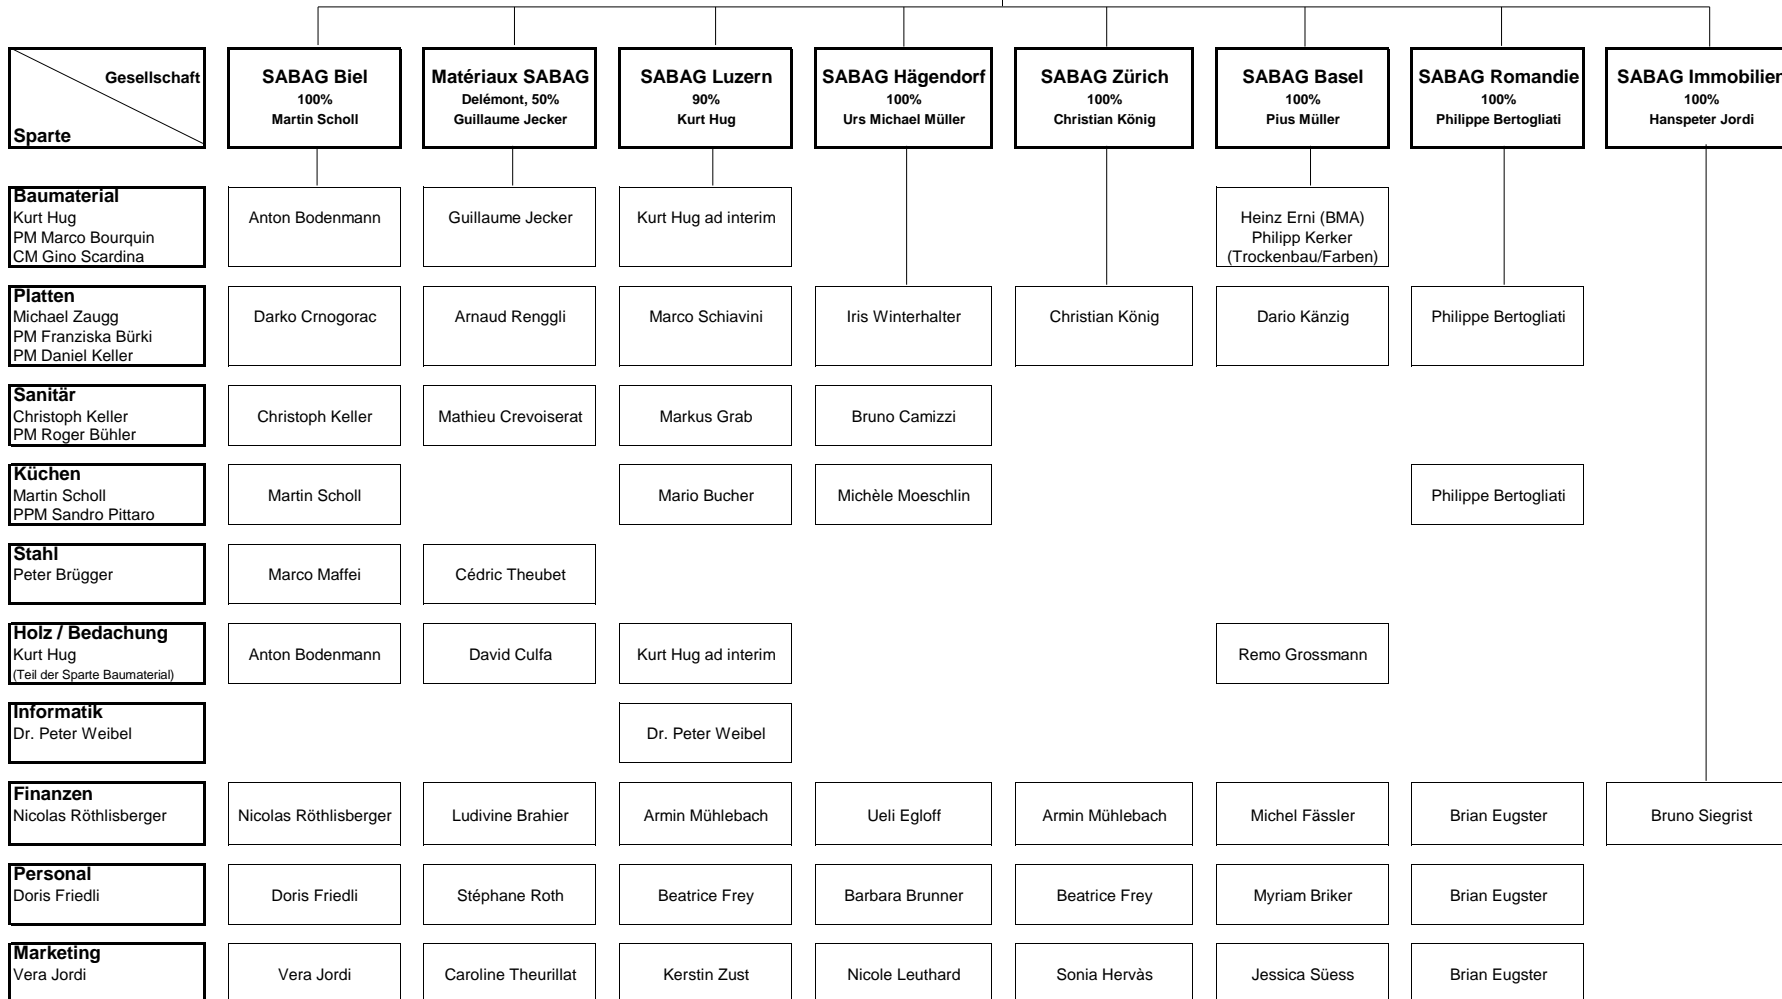 Gesellschaft
Sparte
SABAG Biel
100%
Martin Scholl
Matériaux SABAG
Delémont, 50%
Guillaume Jecker
SABAG Luzern
90%
Kurt Hug
SABAG Hägendorf
100%
Urs Michael Müller
SABAG Zürich
100%
Christian König
SABAG Basel
100%
Pius Müller
SABAG Romandie
100%
Philippe Bertogliati
SABAG Immobilien
100%
Hanspeter Jordi
Baumaterial
Kurt Hug
PM Marco Bourquin
CM Gino Scardina
Anton Bodenmann
Guillaume Jecker
Kurt Hug ad interim
Heinz Erni (BMA)
Philipp Kerker
(Trockenbau/Farben)
Platten
Michael Zaugg
PM Franziska Bürki
PM Daniel Keller
Darko Crnogorac
Arnaud Renggli
Marco Schiavini
Iris Winterhalter
Christian König
Dario Känzig
Philippe Bertogliati
Sanitär
Christoph Keller
PM Roger Bühler
Christoph Keller
Mathieu Crevoiserat
Markus Grab
Bruno Camizzi
Küchen
Martin Scholl
PPM Sandro Pittaro
Martin Scholl
Mario Bucher
Michèle Moeschlin
Philippe Bertogliati
Stahl
Peter Brügger
Marco Maffei
Cédric Theubet
Holz / Bedachung
Kurt Hug
(Teil der Sparte Baumaterial)
Anton Bodenmann
David Culfa
Kurt Hug ad interim
Remo Grossmann
Informatik
Dr. Peter Weibel
Dr. Peter Weibel
Finanzen
Nicolas Röthlisberger
Nicolas Röthlisberger
Ludivine Brahier
Armin Mühlebach
Ueli Egloff
Armin Mühlebach
Michel Fässler
Brian Eugster
Bruno Siegrist
Personal
Doris Friedli
Doris Friedli
Stéphane Roth
Beatrice Frey
Barbara Brunner
Beatrice Frey
Myriam Briker
Brian Eugster
Marketing
Vera Jordi
Vera Jordi
Caroline Theurillat
Kerstin Zust
Nicole Leuthard
Sonia Hervàs
Jessica Süess
Brian Eugster